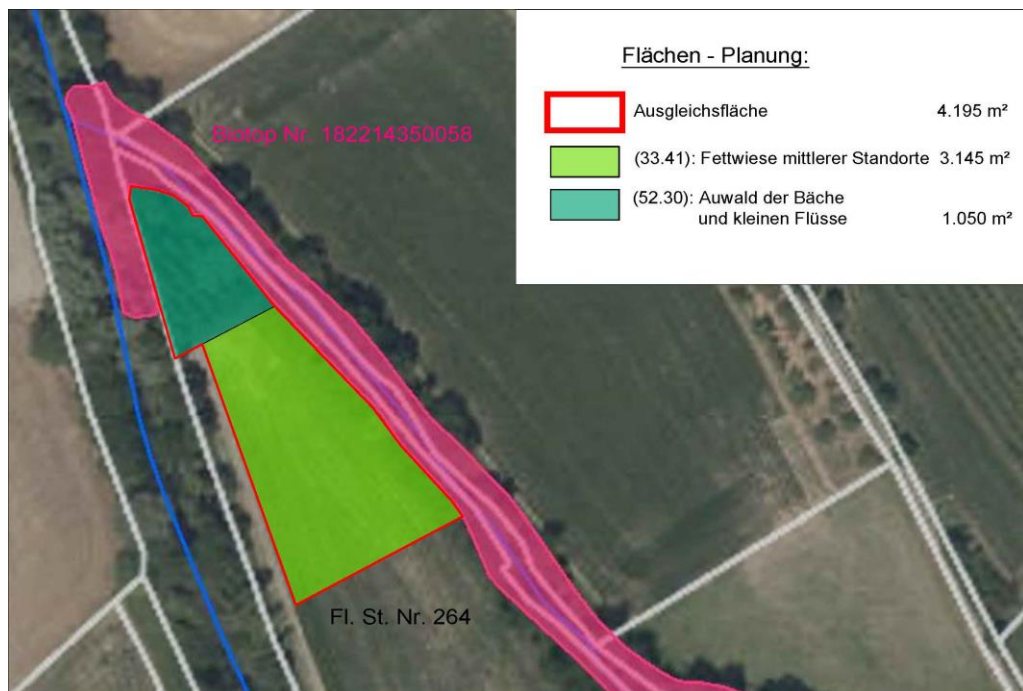 Flächen - Planung:
Ausgleichsfläche 4.195 m²
(33.41): Fettwiese mittlerer Standorte 3.145 m²
(52.30): Auwald der Bäche
und kleinen Flüsse 1.050 m²
Biotop Nr. 182214350058
Fl. St. Nr. 264